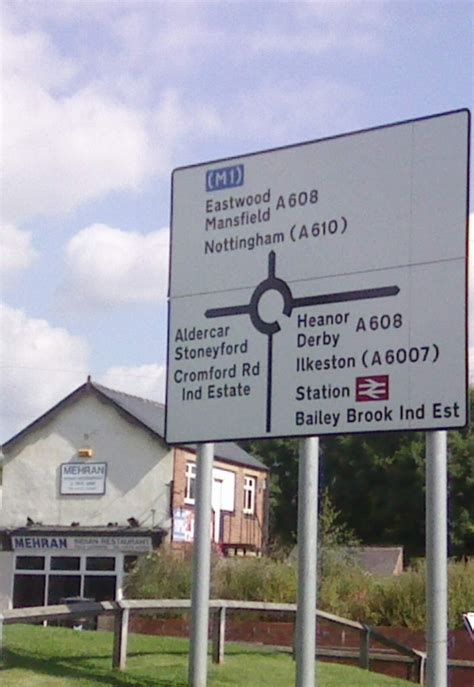 (M1)
Eastwood
Mansfield A608
Nottingham (A610)
Aldercar
Stoneyford
Cromford Rd
Ind Estate
Heanor
Derby A608
Ilkeston (A6007)
Station
Bailey Brook Ind Est
MEHRAN
MEHRAN INDIAN RESTAURANT